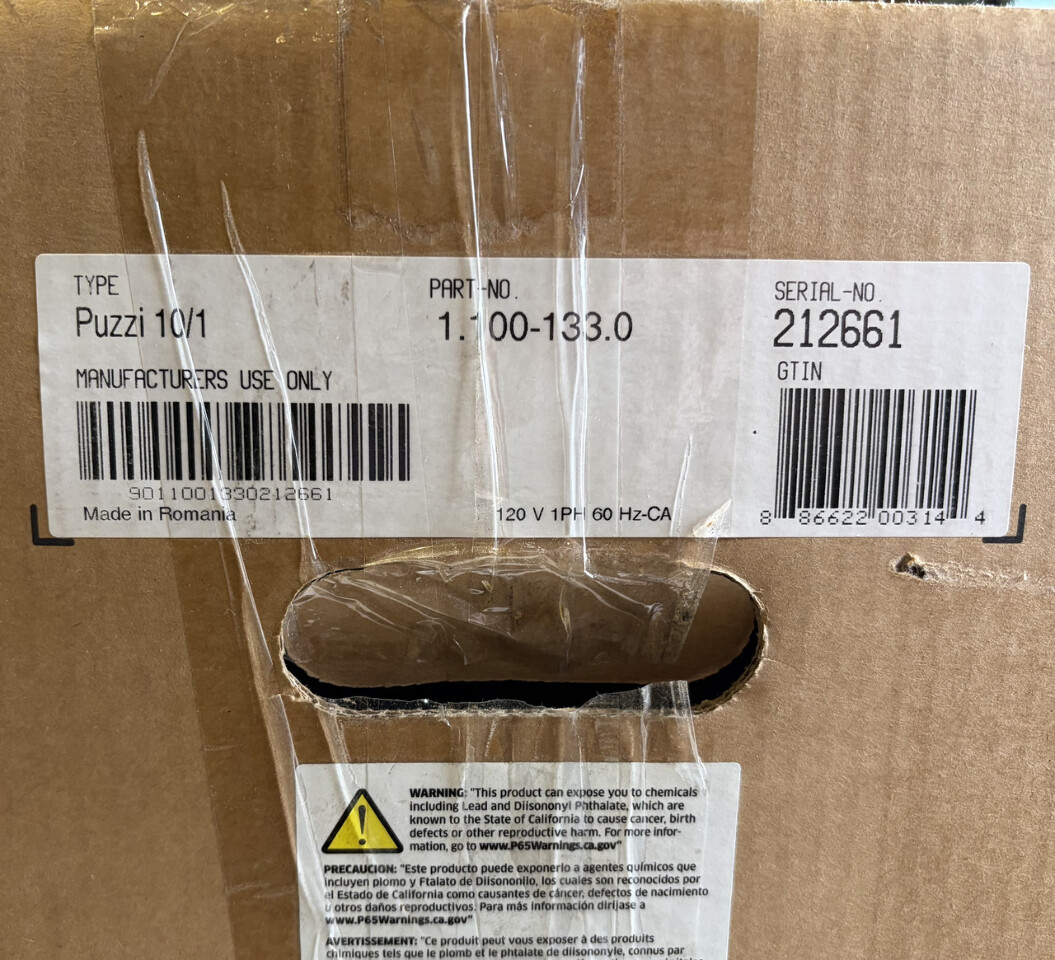 TYPE
Puzzi 10/1
PART-NO.
1.100-133.0
SERIAL-NO.
212661
MANUFACTURERS USE ONLY
GTIN
9011001330212661
Made in Romania
120 V 1PH 60 Hz-CA
8 86622 00314 4
WARNING: "This product can expose you to chemicals
including Lead and Diisononyl Phthalate, which are
known to the State of California to cause cancer, birth
defects or other reproductive harm. For more infor-
mation, go to www.P65Warnings.ca.gov"
PRECAUCION: "Este producto puede exponerlo a agentes químicos que
incluyen plomo y Ftalato de Diisononilo, los cuales son reconocidos por
el Estado de California como causantes de cáncer, defectos de nacimiento
u otros daños reproductivos. Para más información diríjase a
www.P65Warnings.ca.gov"
AVERTISSEMENT: "Ce produit peut vous exposer à des produits
chimiques tels que le plomb et le phtalate de diisononyle, connus par